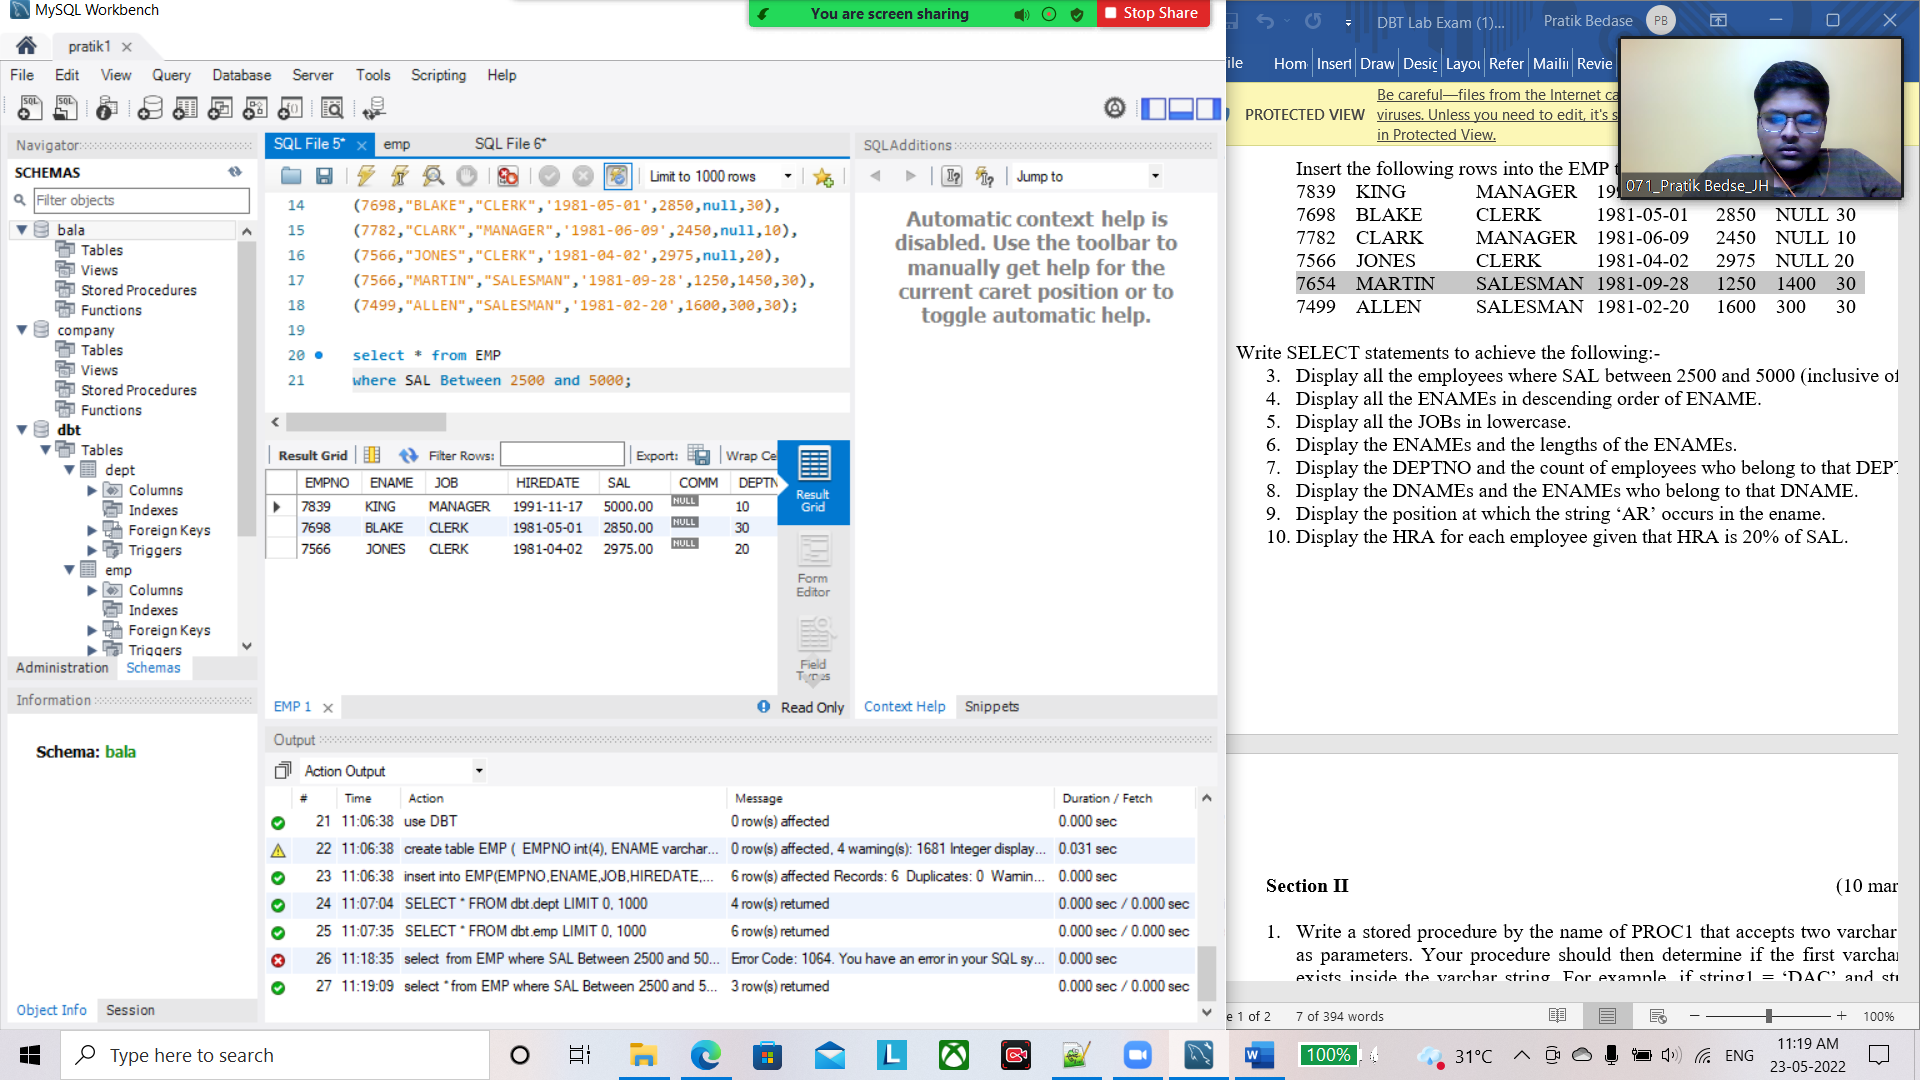 MySQL Workbench
You are screen sharing
Stop Share
pratik1
File Edit View Query Database Server Tools Scripting Help
Navigator
SCHEMAS
Filter objects
bala
Tables
Views
Stored Procedures
Functions
company
Tables
Views
Stored Procedures
Functions
dbt
Tables
dept
Columns
Indexes
Foreign Keys
Triggers
emp
Columns
Indexes
Foreign Keys
Triggers
Administration Schemas
Information
Schema: bala
Object Info Session
SQL File 5* emp SQL File 6*
Limit to 1000 rows
14 (7698,"BLAKE","CLERK",'1981-05-01',2850,null,30),
15 (7782,"CLARK","MANAGER",'1981-06-09',2450,null,10),
16 (7566,"JONES","CLERK",'1981-04-02',2975,null,20),
17 (7566,"MARTIN","SALESMAN",'1981-09-28',1250,1450,30),
18 (7499,"ALLEN","SALESMAN",'1981-02-20',1600,300,30);
19
20 select * from EMP
21 where SAL Between 2500 and 5000;
Result Grid Filter Rows: Export: Wrap Cel
EMPNO ENAME JOB HIREDATE SAL COMM DEPTN
7839 KING MANAGER 1991-11-17 5000.00 NULL 10
7698 BLAKE CLERK 1981-05-01 2850.00 NULL 30
7566 JONES CLERK 1981-04-02 2975.00 NULL 20
Result Grid
Form Editor
Field Types
EMP 1
Read Only
SQLAdditions
Jump to
Automatic context help is
disabled. Use the toolbar to
manually get help for the
current caret position or to
toggle automatic help.
Context Help Snippets
Output
Action Output
# Time Action Message Duration / Fetch
21 11:06:38 use DBT 0 row(s) affected 0.000 sec
22 11:06:38 create table EMP ( EMPNO int(4), ENAME varchar... 0 row(s) affected, 4 warning(s): 1681 Integer display... 0.031 sec
23 11:06:38 insert into EMP(EMPNO,ENAME,JOB,HIREDATE,... 6 row(s) affected Records: 6 Duplicates: 0 Warnin... 0.000 sec
24 11:07:04 SELECT * FROM dbt.dept LIMIT 0, 1000 4 row(s) returned 0.000 sec / 0.000 sec
25 11:07:35 SELECT * FROM dbt.emp LIMIT 0, 1000 6 row(s) returned 0.000 sec / 0.000 sec
26 11:18:35 select from EMP where SAL Between 2500 and 50... Error Code: 1064. You have an error in your SQL sy... 0.000 sec
27 11:19:09 select * from EMP where SAL Between 2500 and 5... 3 row(s) returned 0.000 sec / 0.000 sec
DBT Lab Exam (1)... Pratik Bedase PB
ile Hom Insert Draw Desig Layou Refer Mailii Revie
PROTECTED VIEW
Be careful—files from the Internet ca
viruses. Unless you need to edit, it's s
in Protected View.
071_Pratik Bedse_JH
Insert the following rows into the EMP t
7839 KING MANAGER 19
7698 BLAKE CLERK 1981-05-01 2850 NULL 30
7782 CLARK MANAGER 1981-06-09 2450 NULL 10
7566 JONES CLERK 1981-04-02 2975 NULL 20
7654 MARTIN SALESMAN 1981-09-28 1250 1400 30
7499 ALLEN SALESMAN 1981-02-20 1600 300 30
Write SELECT statements to achieve the following:-
3. Display all the employees where SAL between 2500 and 5000 (inclusive of
4. Display all the ENAMEs in descending order of ENAME.
5. Display all the JOBs in lowercase.
6. Display the ENAMEs and the lengths of the ENAMEs.
7. Display the DEPTNO and the count of employees who belong to that DEPT
8. Display the DNAMEs and the ENAMEs who belong to that DNAME.
9. Display the position at which the string ‘AR’ occurs in the ename.
10. Display the HRA for each employee given that HRA is 20% of SAL.
Section II (10 mar
1. Write a stored procedure by the name of PROC1 that accepts two varchar
as parameters. Your procedure should then determine if the first varchar
exists inside the varchar string. For example, if string1 = ‘DAC’ and str
e 1 of 2 7 of 394 words 100%
Type here to search
100% 31°C ENG 11:19 AM
23-05-2022